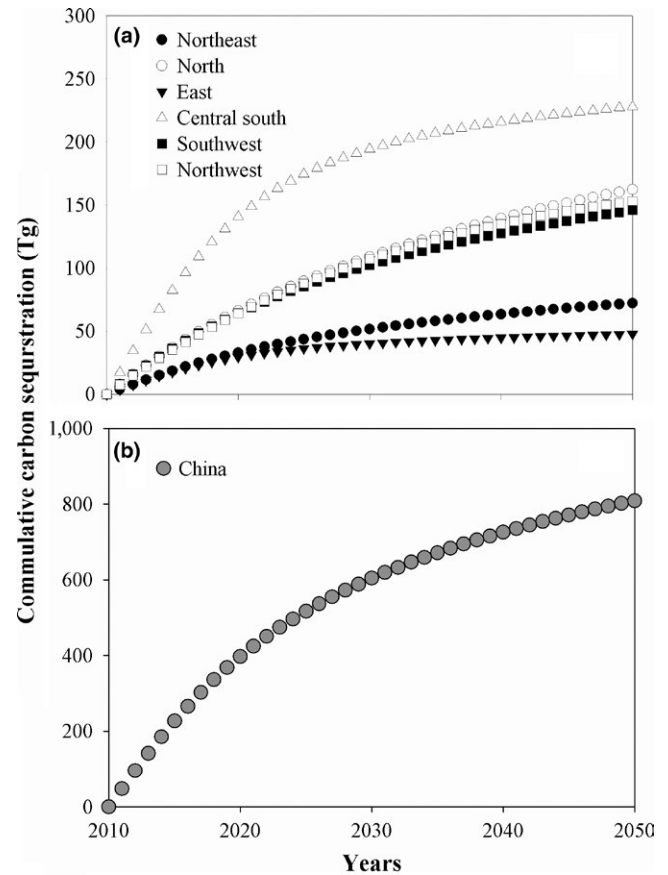 Commulative carbon sequrstration (Tg)
300
250
200
150
100
50
0
(a)
Northeast
North
East
Central south
Southwest
Northwest
1,000
800
600
400
200
0
(b)
China
2010 2020 2030 2040 2050
Years